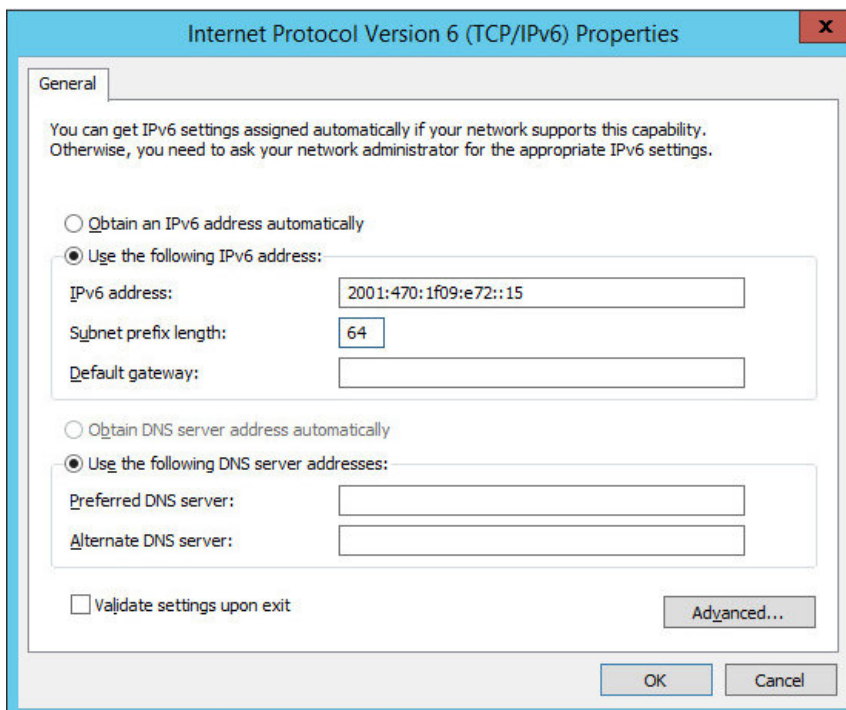 Internet Protocol Version 6 (TCP/IPv6) Properties
x
General
You can get IPv6 settings assigned automatically if your network supports this capability.
Otherwise, you need to ask your network administrator for the appropriate IPv6 settings.
Obtain an IPv6 address automatically
Use the following IPv6 address:
IPv6 address: 2001:470:1f09:e72::15
Subnet prefix length: 64
Default gateway:
Obtain DNS server address automatically
Use the following DNS server addresses:
Preferred DNS server:
Alternate DNS server:
Validate settings upon exit
Advanced...
OK Cancel